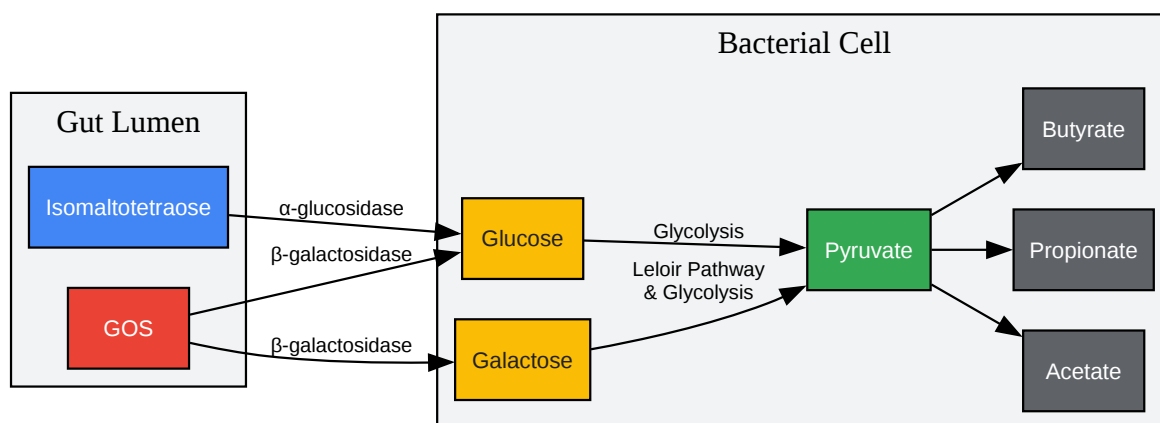 Bacterial Cell
Gut Lumen
Isomaltotetraose
GOS
α-glucosidase
β-galactosidase
β-galactosidase
Glucose
Galactose
Glycolysis
Leloir Pathway
& Glycolysis
Pyruvate
Butyrate
Propionate
Acetate